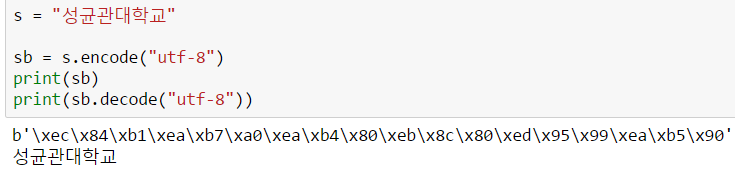 s = "성균관대학교"
sb = s.encode("utf-8")
print(sb)
print(sb.decode("utf-8"))
b'\xec\x84\xb1\xea\xb7\xa0\xea\xb4\x80\xeb\x8c\x80\xed\x95\x99\xea\xb5\x90'
성균관대학교